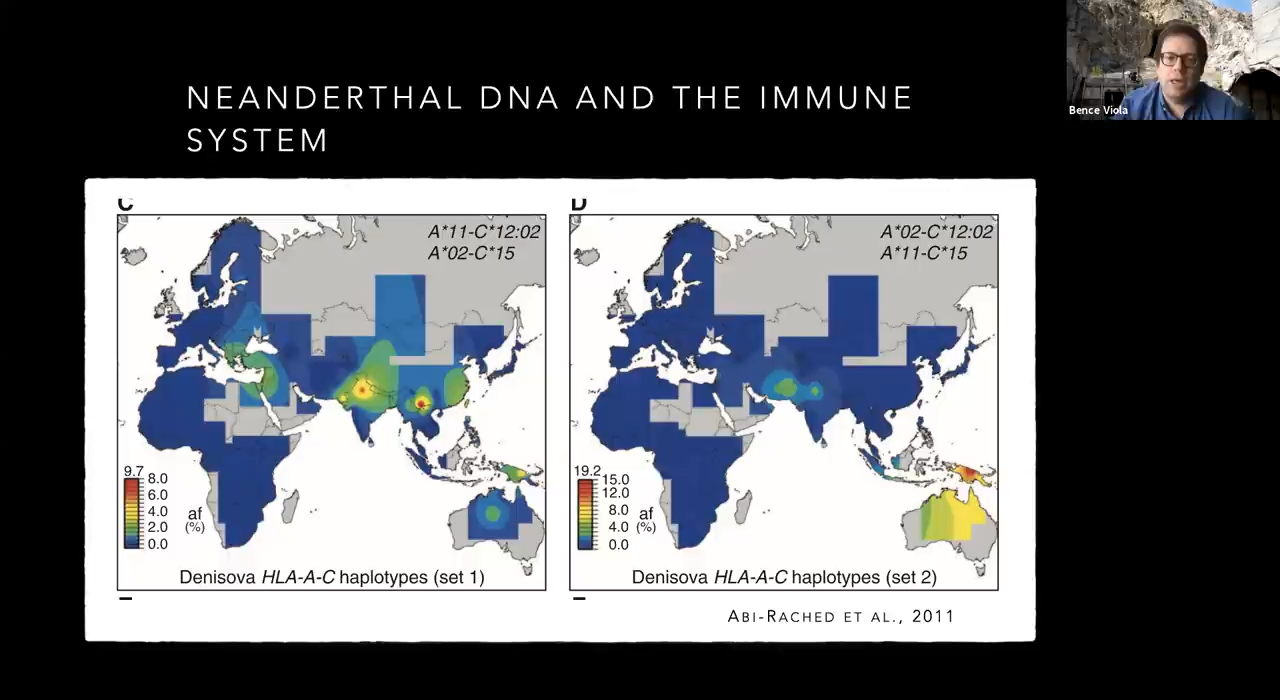 NEANDERTHAL DNA AND THE IMMUNE
SYSTEM
Bence Viola
C
A*11-C*12:02
A*02-C*15
9.7
8.0
6.0
4.0
2.0
0.0
af
(%)
Denisova HLA-A-C haplotypes (set 1)
D
A*02-C*12:02
A*11-C*15
19.2
15.0
12.0
8.0
4.0
0.0
af
(%)
Denisova HLA-A-C haplotypes (set 2)
ABI-RACHED ET AL., 2011